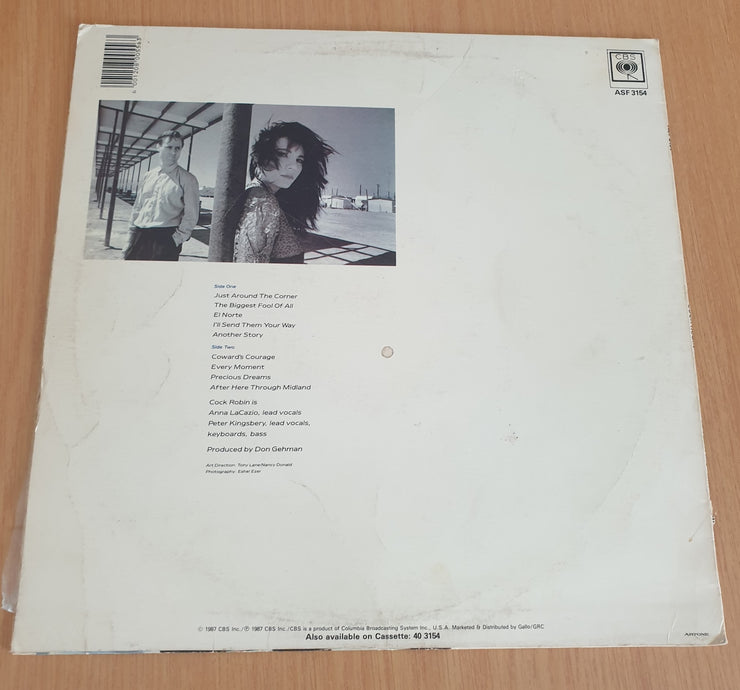 CBS
ASF 3154
Side One
Just Around The Corner
The Biggest Fool Of All
El Norte
I'll Send Them Your Way
Another Story
Side Two
Coward's Courage
Every Moment
Precious Dreams
After Here Through Midland
Cock Robin is
Anna LaCazio, lead vocals
Peter Kingsbery, lead vocals,
keyboards, bass
Produced by Don Gehman
Art Direction: Tony Lane/Nancy Donald
Photography: Eshel Ezer
© 1987 CBS Inc./℗ 1987 CBS Inc./CBS is a product of Columbia Broadcasting System Inc., U.S.A. Marketed & Distributed by Gallo/GRC
Also available on Cassette: 40 3154
ARTONE